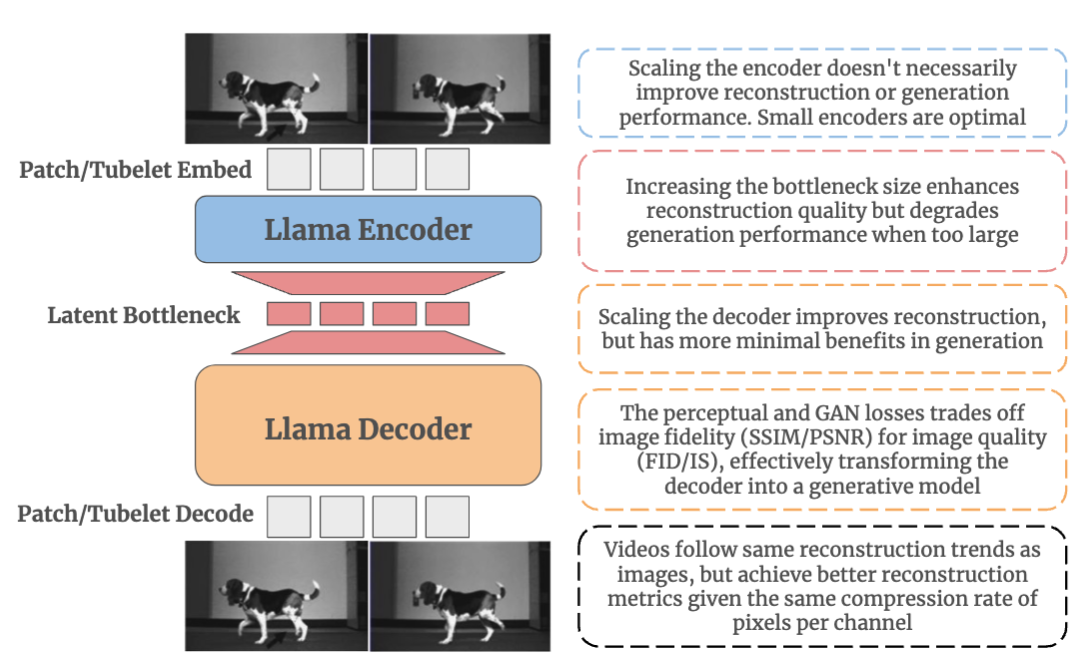 Scaling the encoder doesn't necessarily
improve reconstruction or generation
performance. Small encoders are optimal
Patch/Tubelet Embed
Llama Encoder
Increasing the bottleneck size enhances
reconstruction quality but degrades
generation performance when too large
Latent Bottleneck
Scaling the decoder improves reconstruction,
but has more minimal benefits in generation
Llama Decoder
The perceptual and GAN losses trades off
image fidelity (SSIM/PSNR) for image quality
(FID/IS), effectively transforming the
decoder into a generative model
Patch/Tubelet Decode
Videos follow same reconstruction trends as
images, but achieve better reconstruction
metrics given the same compression rate of
pixels per channel